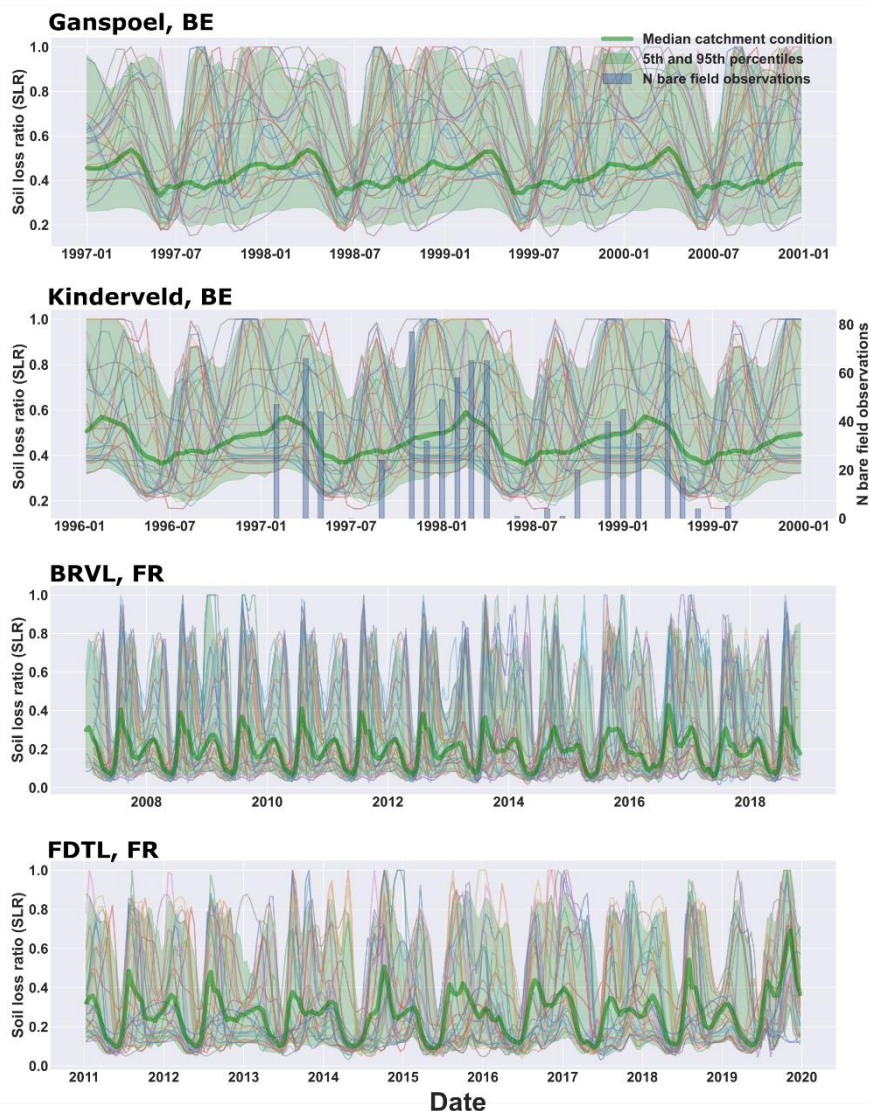 Ganspoel, BE
Median catchment condition
5th and 95th percentiles
N bare field observations
Soil loss ratio (SLR)
1.0
0.8
0.6
0.4
0.2
1997-01 1997-07 1998-01 1998-07 1999-01 1999-07 2000-01 2000-07 2001-01
Kinderveld, BE
Soil loss ratio (SLR)
1.0
0.8
0.6
0.4
0.2
80
60
40
20
0
N bare field observations
1996-01 1996-07 1997-01 1997-07 1998-01 1998-07 1999-01 1999-07 2000-01
BRVL, FR
Soil loss ratio (SLR)
1.0
0.8
0.6
0.4
0.2
0.0
2008 2010 2012 2014 2016 2018
FDTL, FR
Soil loss ratio (SLR)
1.0
0.8
0.6
0.4
0.2
0.0
2011 2012 2013 2014 2015 2016 2017 2018 2019 2020
Date